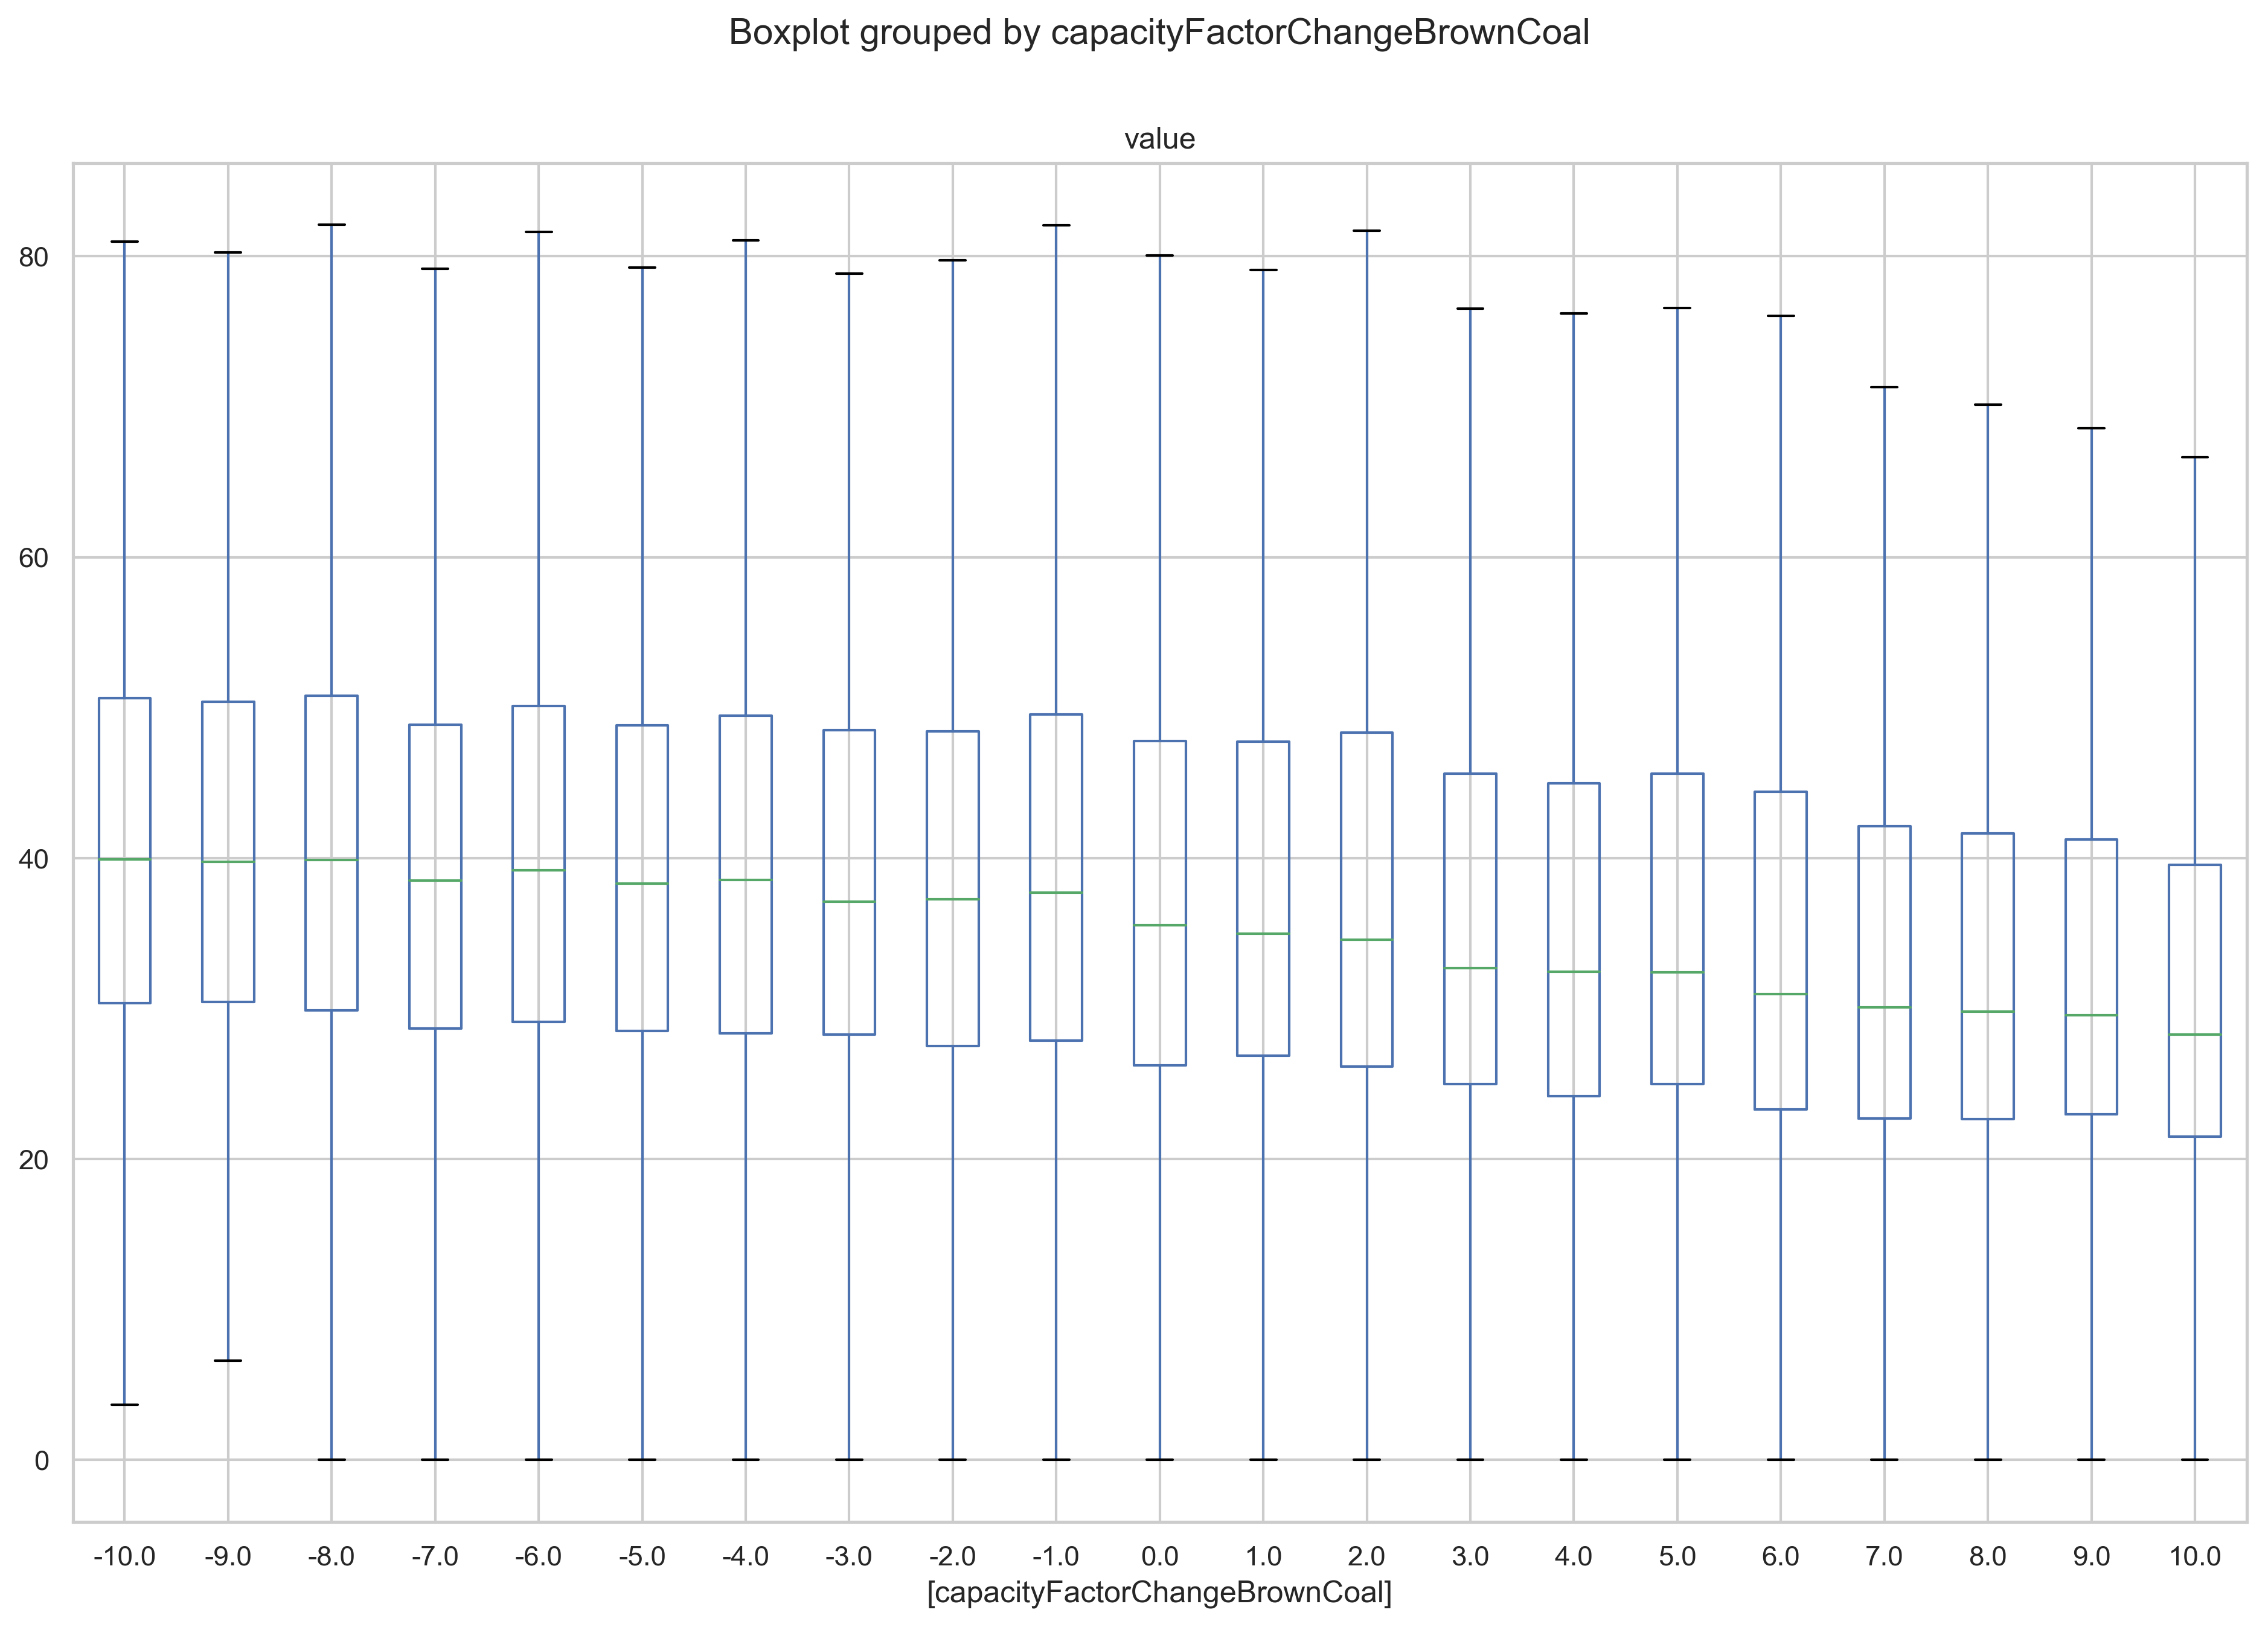 Boxplot grouped by capacityFactorChangeBrownCoal
value
80
60
40
20
0
-10.0 -9.0 -8.0 -7.0 -6.0 -5.0 -4.0 -3.0 -2.0 -1.0 0.0 1.0 2.0 3.0 4.0 5.0 6.0 7.0 8.0 9.0 10.0
[capacityFactorChangeBrownCoal]